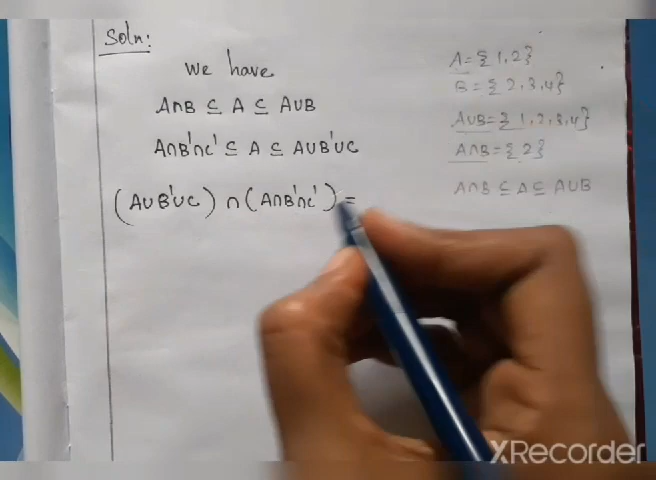 Soln:
we have
A∩B ⊆ A ⊆ A∪B
A∩B'∩C' ⊆ A ⊆ A∪B'∪C
(A∪B'∪C) ∩ (A∩B'∩C') =
A = {1,2}
B = {2,3,4}
A∪B = {1,2,3,4}
A∩B = {2}
A∩B ⊆ A ⊆ A∪B
XRecorder